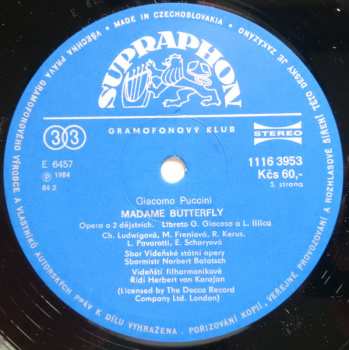 • MADE IN CZECHOSLOVAKIA •
VŠECHNA PRÁVA GRAMOFONOVÉHO VÝROBCE A VLASTNÍKŮ AUTORSKÝCH PRÁV K DÍLU VYHRAZENA. POŘIZOVÁNÍ KOPIÍ, VEŘEJNÉ PROVOZOVÁNÍ A ROZHLASOVÉ ŠÍŘENÍ TÉTO DESKY JE ZAKÁZÁNO
SUPRAPHON
GRAMOFONOVÝ KLUB
33
STEREO
E 6457
℗ 1984
1116 3953
84 2
Kčs 60,-
3. strana
Giacomo Puccini
MADAME BUTTERFLY
Opera o 2 dějstvích. Libreto G. Giacosa a L. Illica
Ch. Ludwigová, M. Freniová, R. Kerns,
L. Pavarotti, E. Scharyová
Sbor Vídeňské státní opery
Sbormistr Norbert Balatsch
Vídeňští filharmonikové
Řídí Herbert von Karajan
(Licensed by The Decca Record
Company Ltd. London)